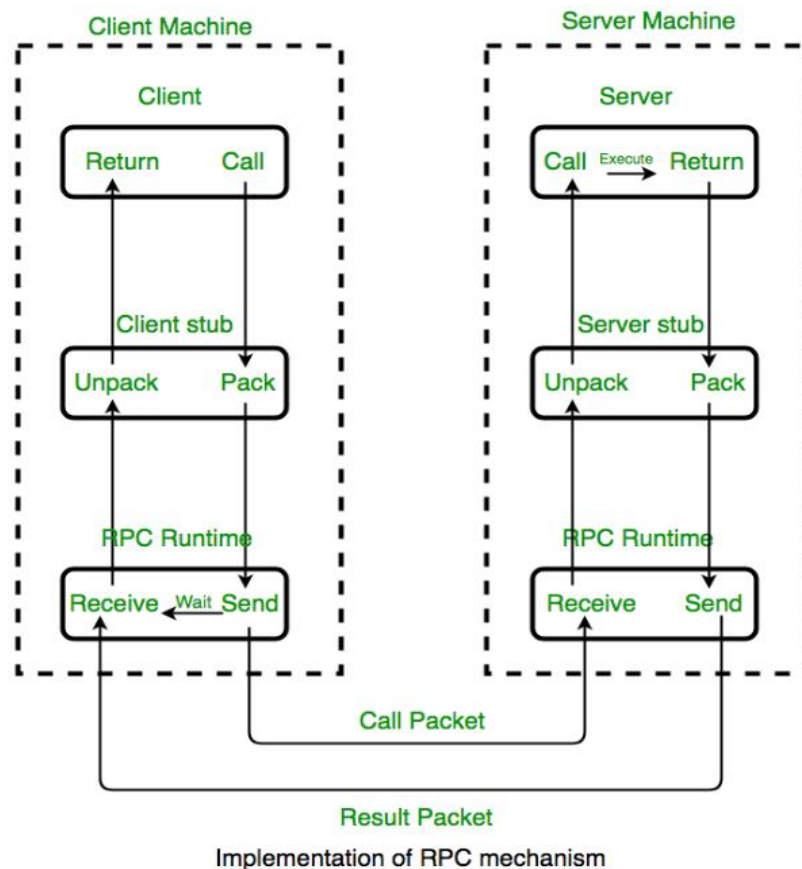 Client Machine
Server Machine
Client
Server
Return Call
Call Execute Return
Client stub
Server stub
Unpack Pack
Unpack Pack
RPC Runtime
RPC Runtime
Receive Wait Send
Receive Send
Call Packet
Result Packet
Implementation of RPC mechanism